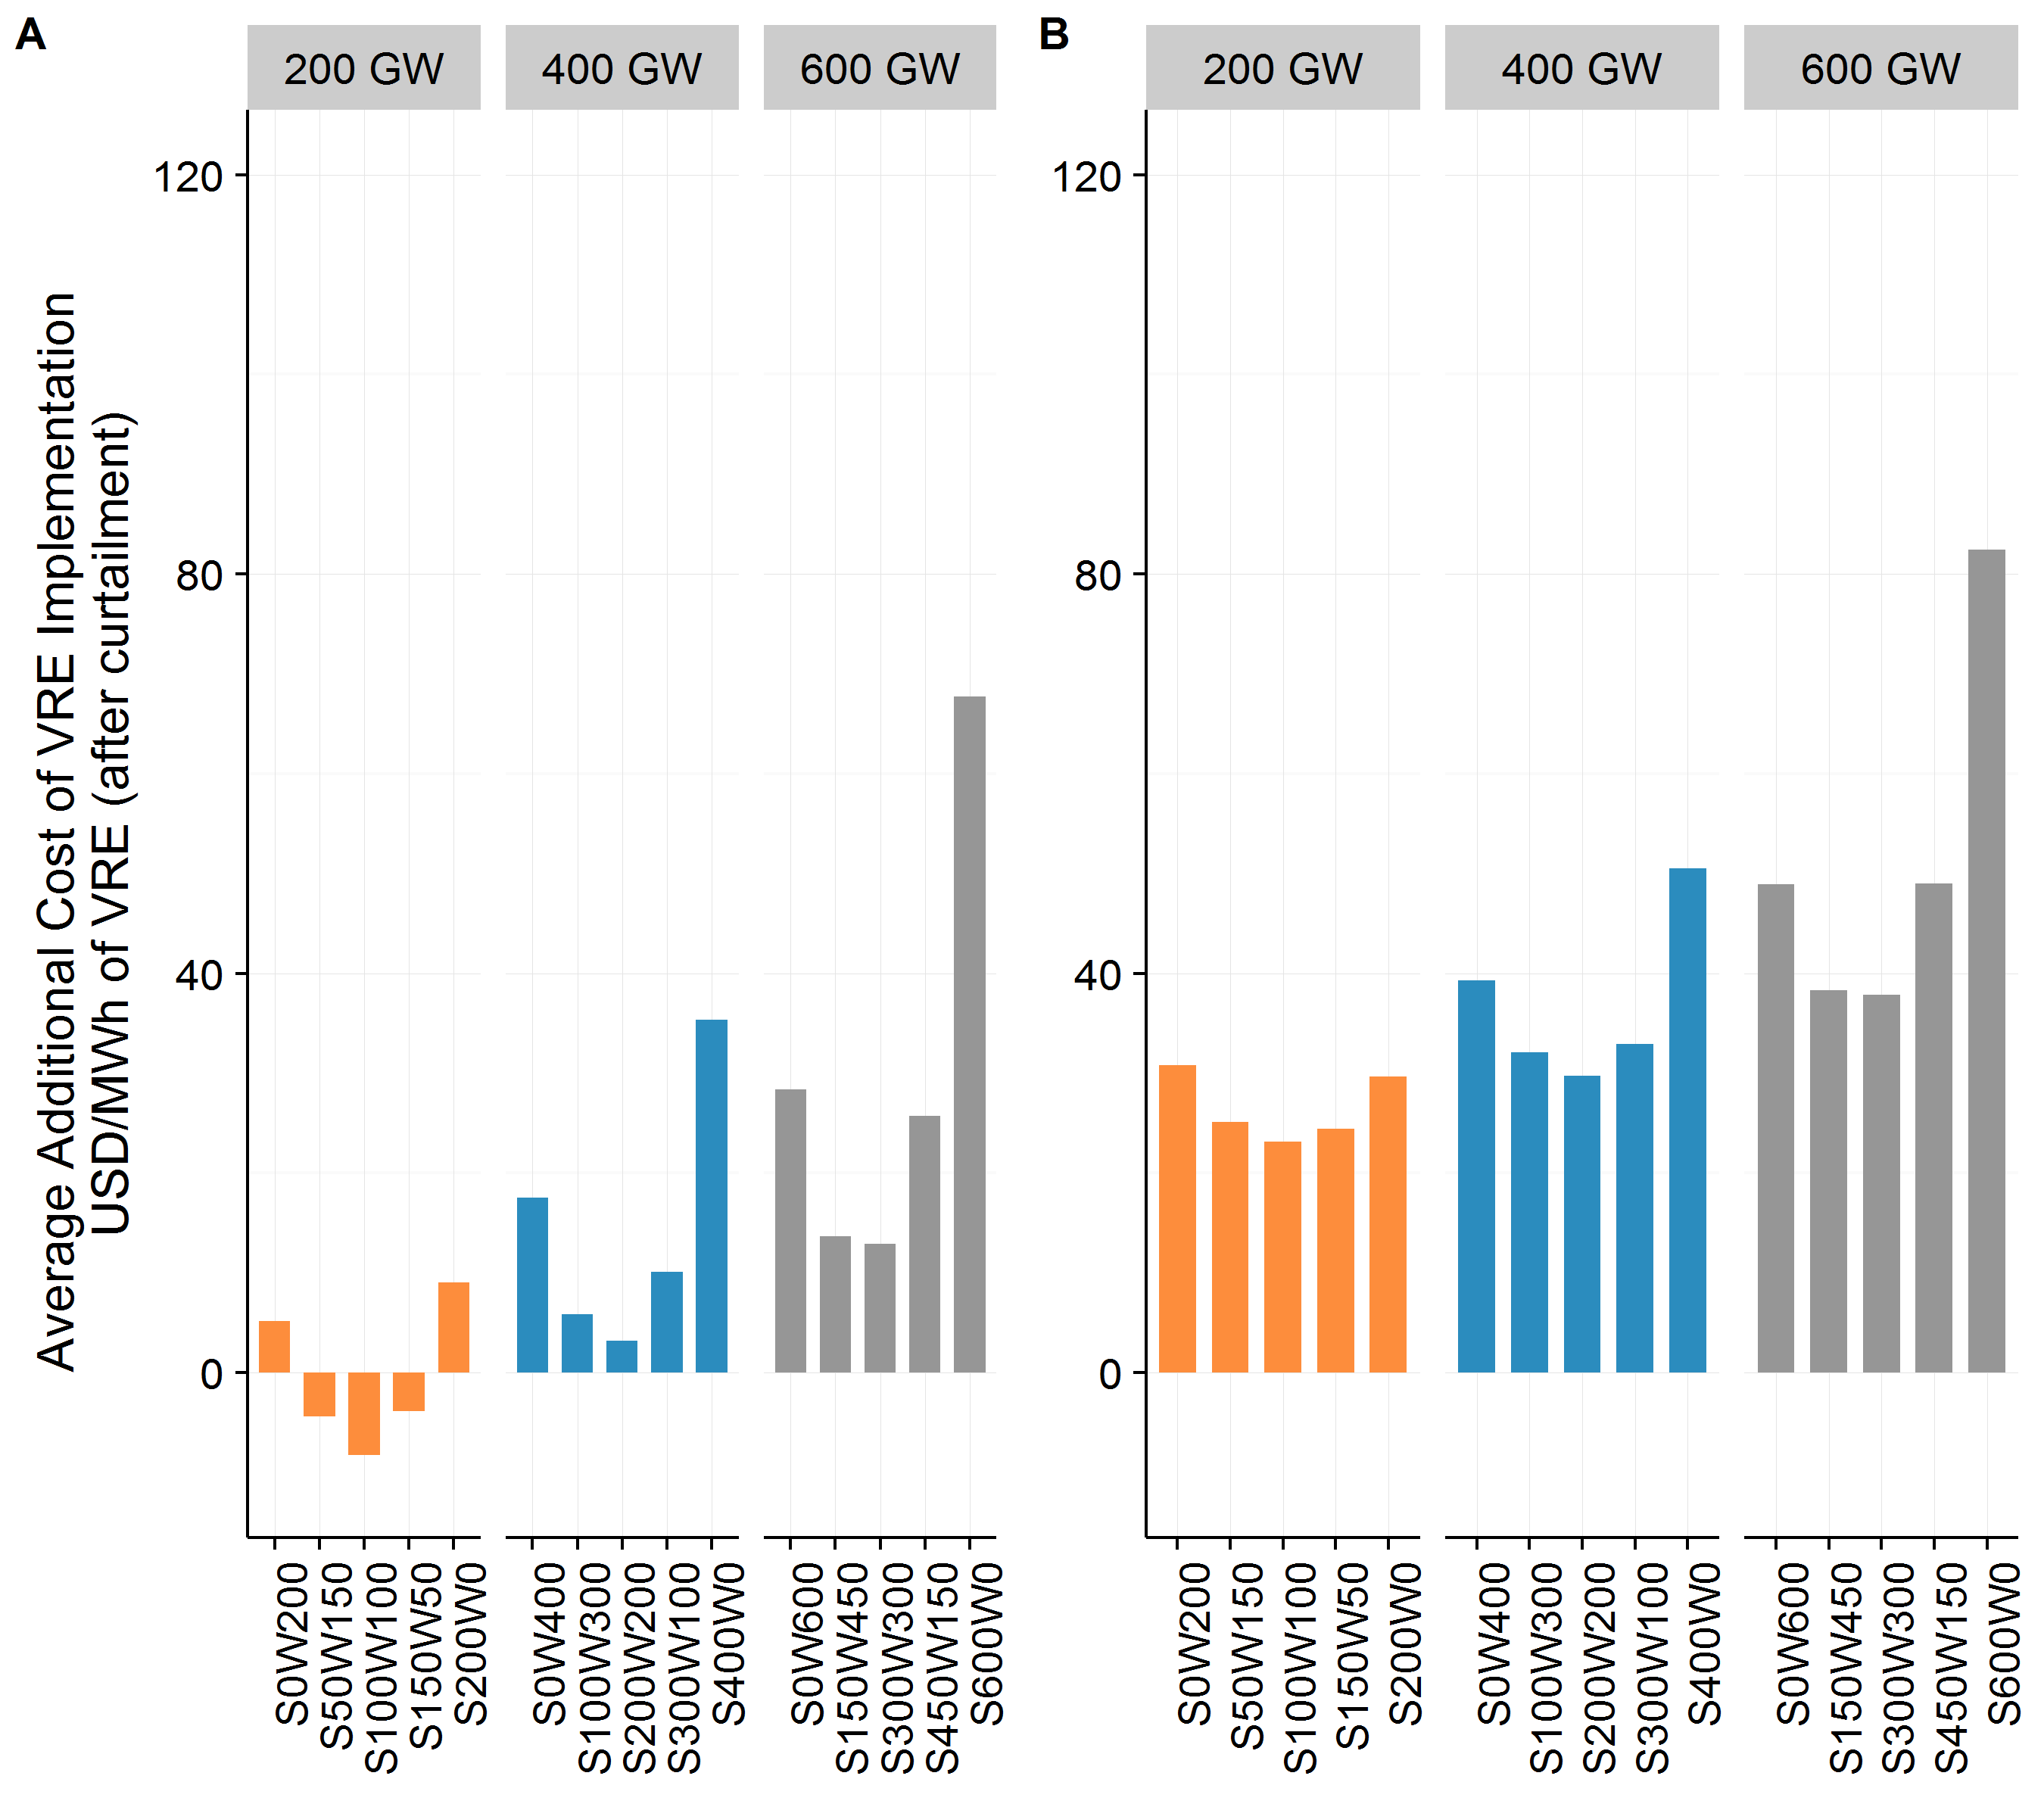 A
200 GW
400 GW
600 GW
Average Additional Cost of VRE Implementation
USD/MWh of VRE (after curtailment)
120
80
40
0
S0W200
S50W150
S100W100
S150W50
S200W0
S0W400
S100W300
S200W200
S300W100
S400W0
S0W600
S150W450
S300W300
S450W150
S600W0
B
200 GW
400 GW
600 GW
120
80
40
0
S0W200
S50W150
S100W100
S150W50
S200W0
S0W400
S100W300
S200W200
S300W100
S400W0
S0W600
S150W450
S300W300
S450W150
S600W0